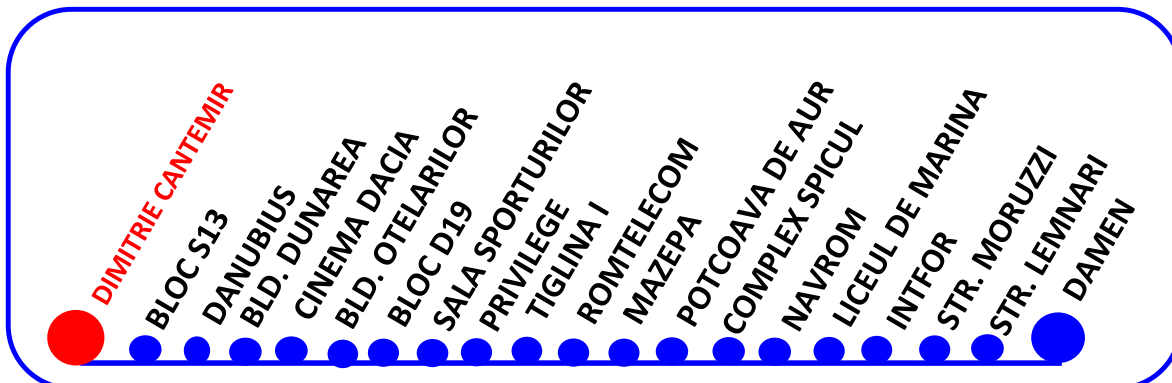 DIMITRIE CANTEMIR
BLOC S13
DANUBIUS
BLD. DUNAREA
CINEMA DACIA
BLD. OTELARILOR
BLOC D19
SALA SPORTURILOR
PRIVILEGE
TIGLINA I
ROMTELECOM
MAZEPA
POTCOAVA DE AUR
COMPLEX SPICUL
NAVROM
LICEUL DE MARINA
INTFOR
STR. MORUZZI
STR. LEMNARI
DAMEN